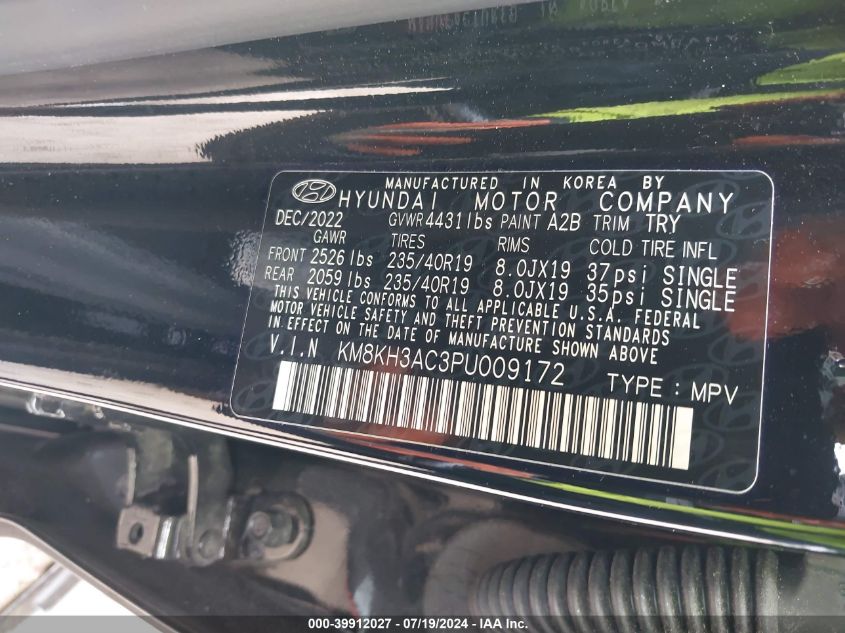 MANUFACTURED IN KOREA BY
HYUNDAI MOTOR COMPANY
DEC/2022 GVWR 4431lbs PAINT A2B TRIM TRY
GAWR TIRES RIMS COLD TIRE INFL
FRONT 2526 lbs 235/40R19 8.0JX19 37psi SINGLE
REAR 2059 lbs 235/40R19 8.0JX19 35psi SINGLE
THIS VEHICLE CONFORMS TO ALL APPLICABLE U.S.A. FEDERAL
MOTOR VEHICLE SAFETY AND THEFT PREVENTION STANDARDS
IN EFFECT ON THE DATE OF MANUFACTURE SHOWN ABOVE
V.I.N KM8KH3AC3PU009172 TYPE : MPV
000-39912027 - 07/19/2024 - IAA Inc.